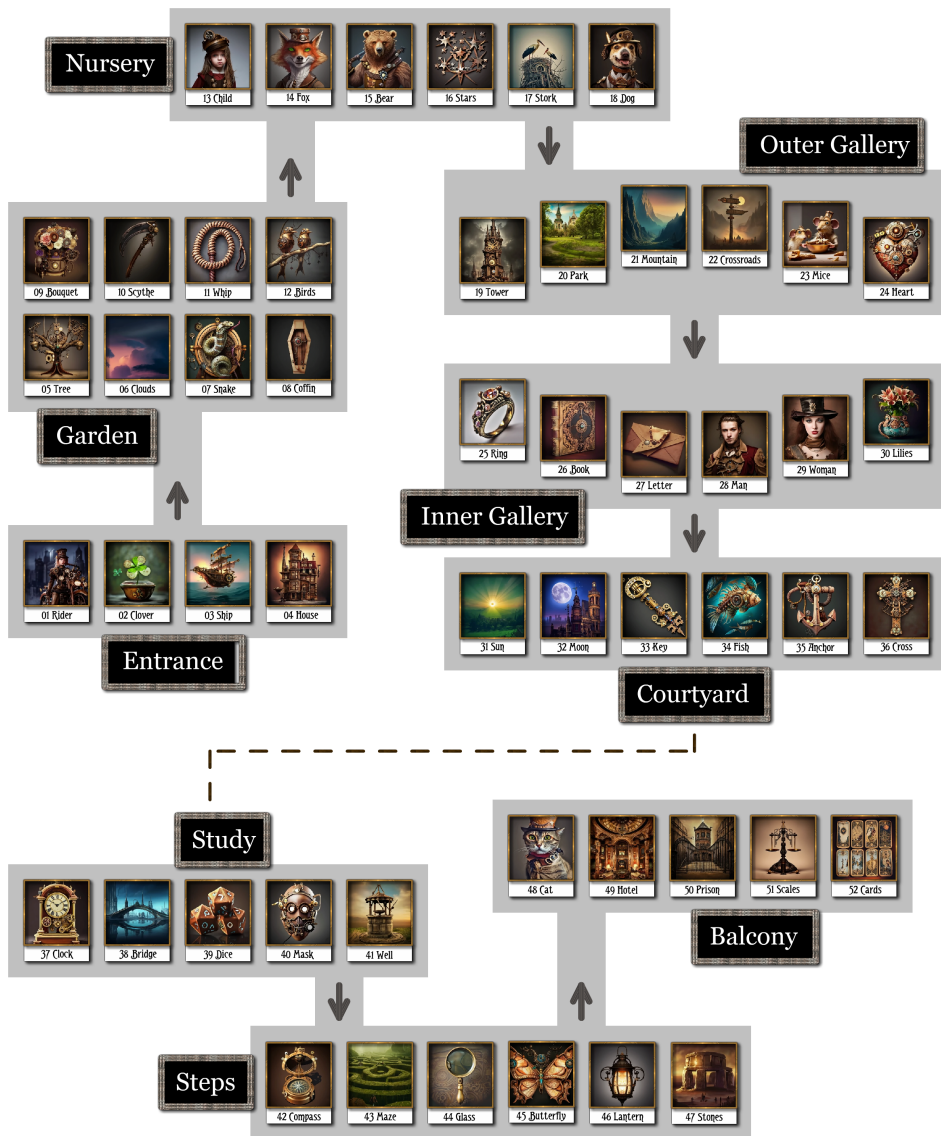 Nursery
13 Child
14 Fox
15 Bear
16 Stars
17 Stork
18 Dog
Outer Gallery
19 Tower
20 Park
21 Mountain
22 Crossroads
23 Mice
24 Heart
09 Bouquet
10 Scythe
11 Whip
12 Birds
05 Tree
06 Clouds
07 Snake
08 Coffin
Garden
25 Ring
26 Book
27 Letter
28 Man
29 Woman
30 Lilies
Inner Gallery
01 Rider
02 Clover
03 Ship
04 House
Entrance
31 Sun
32 Moon
33 Key
34 Fish
35 Anchor
36 Cross
Courtyard
Study
37 Clock
38 Bridge
39 Dice
40 Mask
41 Well
48 Cat
49 Hotel
50 Prison
51 Scales
52 Cards
Balcony
Steps
42 Compass
43 Maze
44 Glass
45 Butterfly
46 Lantern
47 Stones